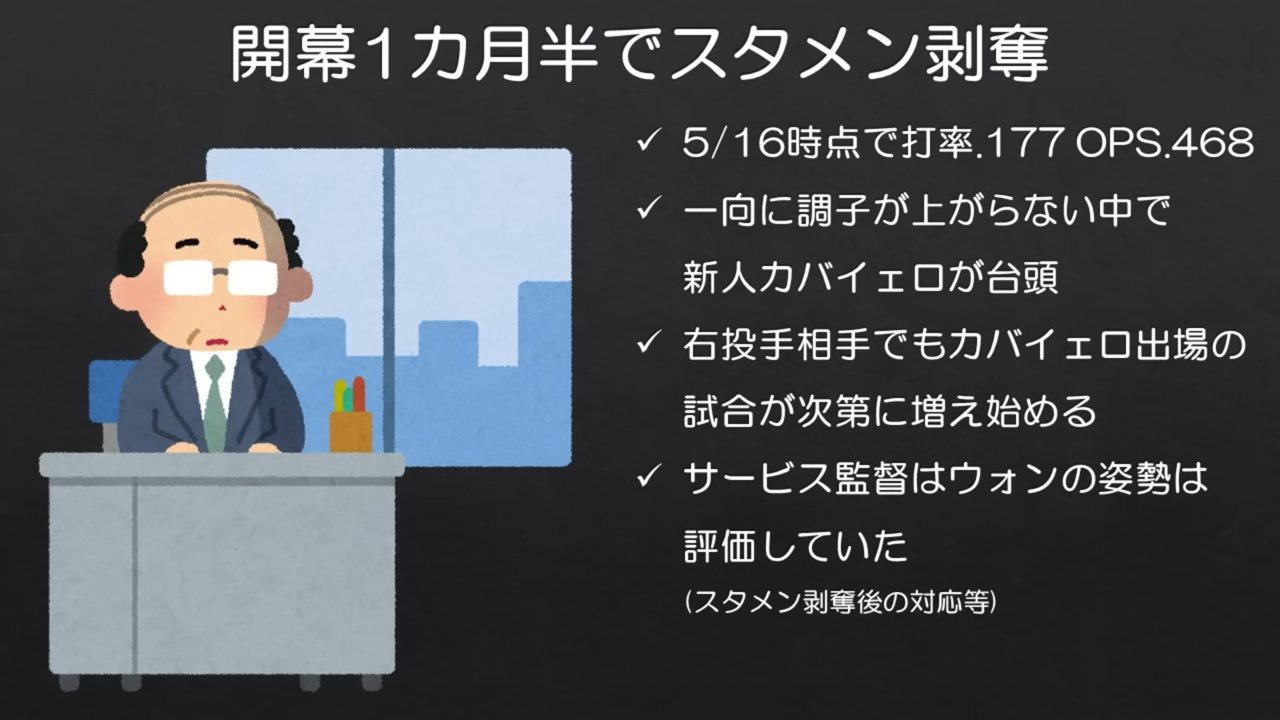 開幕1カ月半でスタメン剥奪
✓ 5/16時点で打率.177 OPS.468
✓ 一向に調子が上がらない中で
新人カバイェロが台頭
✓ 右投手相手でもカバイェロ出場の
試合が次第に増え始める
✓ サービス監督はウォンの姿勢は
評価していた
(スタメン剥奪後の対応等)